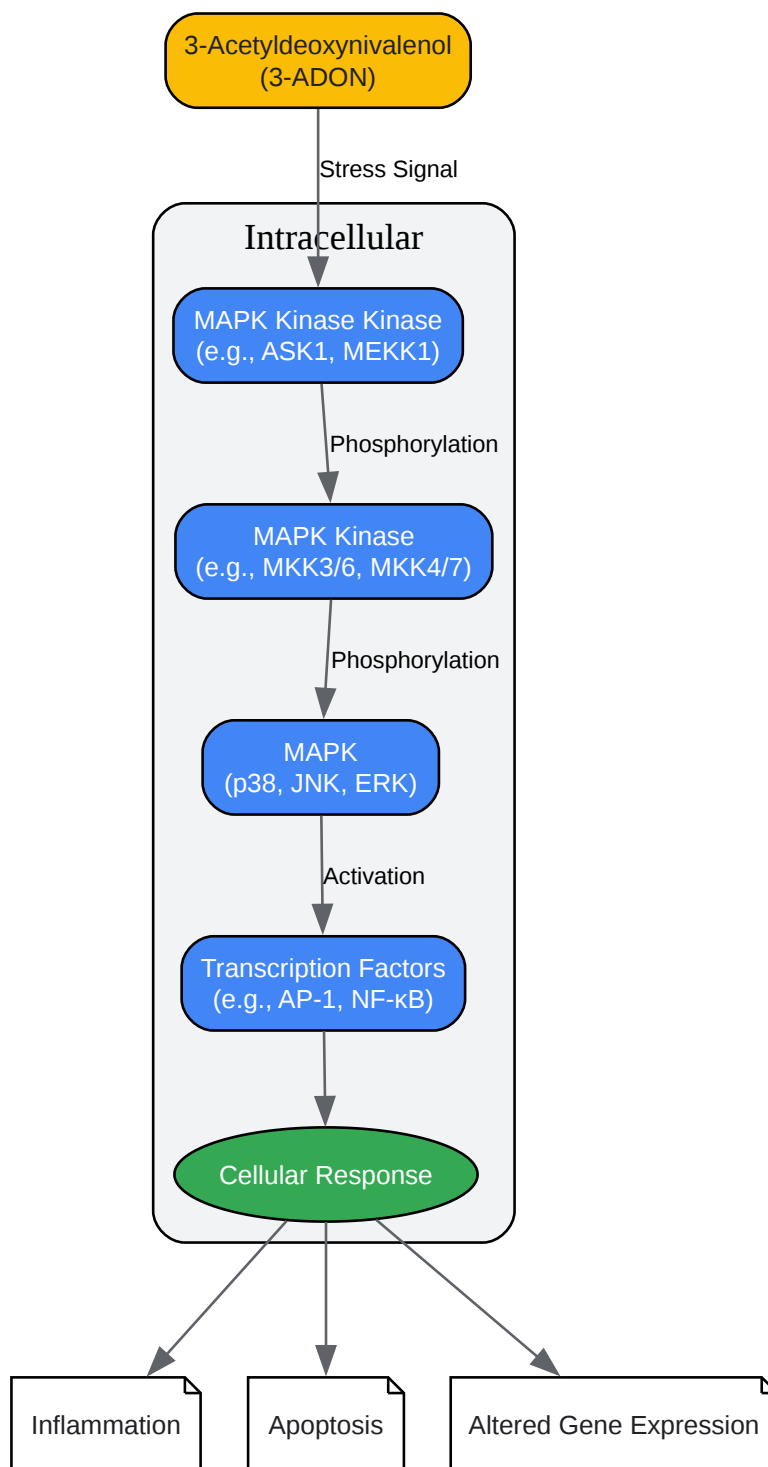 3-Acetyldeoxynivalenol
(3-ADON)
Stress Signal
Intracellular
MAPK Kinase Kinase
(e.g., ASK1, MEKK1)
Phosphorylation
MAPK Kinase
(e.g., MKK3/6, MKK4/7)
Phosphorylation
MAPK
(p38, JNK, ERK)
Activation
Transcription Factors
(e.g., AP-1, NF-κB)
Cellular Response
Inflammation
Apoptosis
Altered Gene Expression